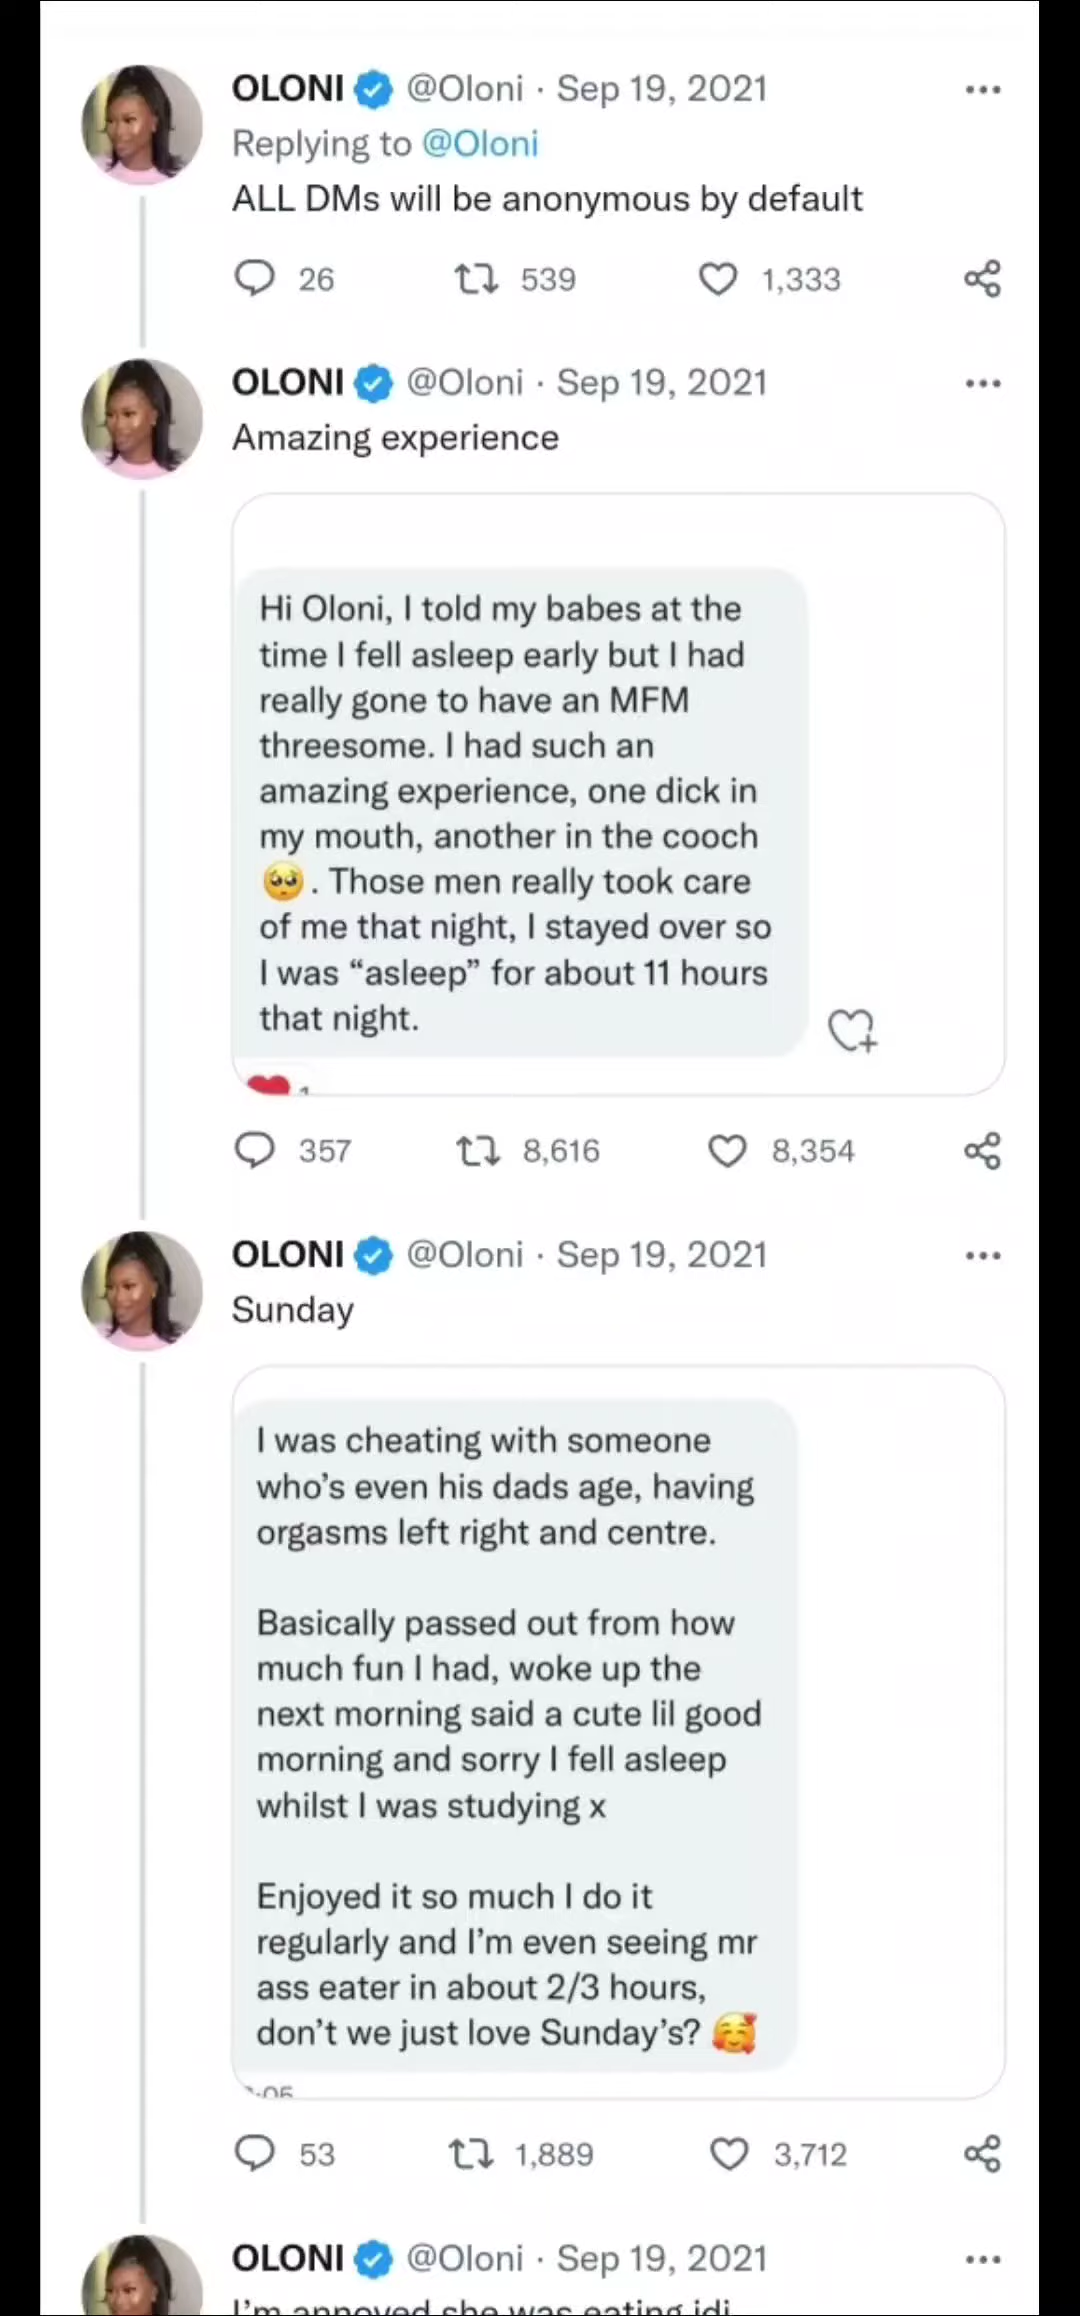 OLONI @Oloni · Sep 19, 2021
Replying to @Oloni
ALL DMs will be anonymous by default
26 539 1,333
OLONI @Oloni · Sep 19, 2021
Amazing experience
Hi Oloni, I told my babes at the
time I fell asleep early but I had
really gone to have an MFM
threesome. I had such an
amazing experience, one dick in
my mouth, another in the cooch
🥺. Those men really took care
of me that night, I stayed over so
I was “asleep” for about 11 hours
that night.
357 8,616 8,354
OLONI @Oloni · Sep 19, 2021
Sunday
I was cheating with someone
who’s even his dads age, having
orgasms left right and centre.
Basically passed out from how
much fun I had, woke up the
next morning said a cute lil good
morning and sorry I fell asleep
whilst I was studying x
Enjoyed it so much I do it
regularly and I’m even seeing mr
ass eater in about 2/3 hours,
don’t we just love Sunday’s? 🥰
53 1,889 3,712
OLONI @Oloni · Sep 19, 2021
I’m annoyed she was eating idi